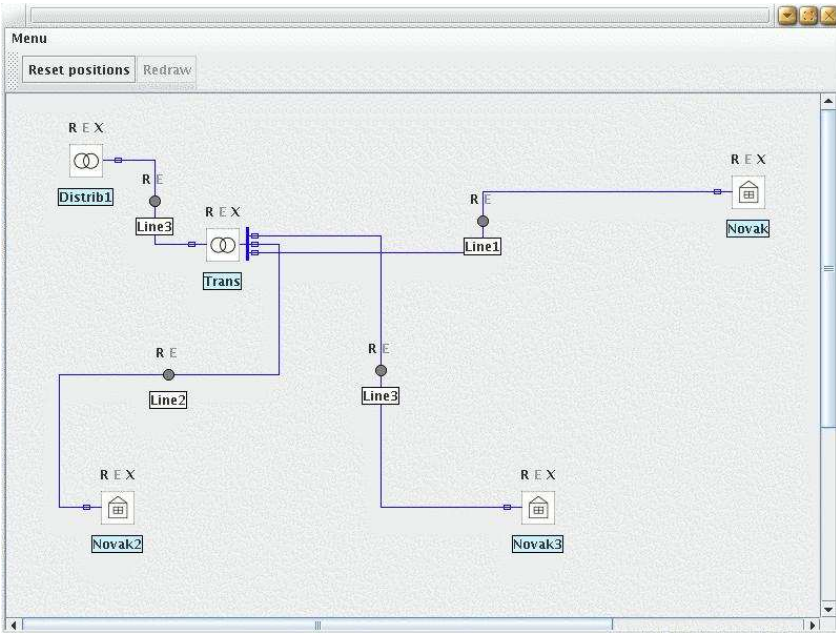 Menu
Reset positions Redraw
R E X
Distrib1
R E
Line3
R E X
Trans
R E
Line1
R E X
Novak
R E
Line2
R E
Line3
R E X
Novak2
R E X
Novak3